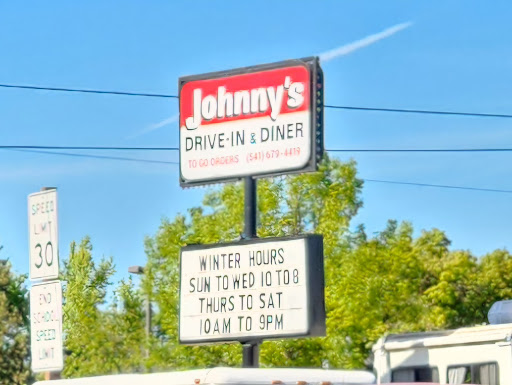 Johnny's
DRIVE-IN & DINER
TO GO ORDERS (541) 679-4419
WINTER HOURS
SUN TO WED 10 TO 8
THURS TO SAT
10AM TO 9PM
SPEED
LIMIT
30
END
SCHOOL
SPEED
LIMIT